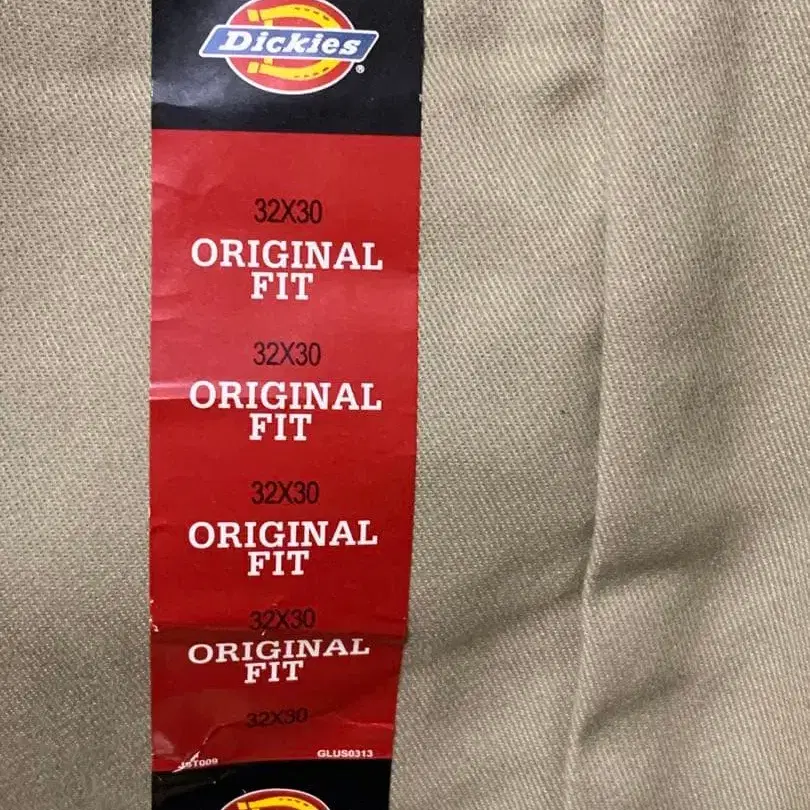 Dickies
®
32X30
ORIGINAL
FIT
32X30
ORIGINAL
FIT
32X30
ORIGINAL
FIT
32X30
ORIGINAL
FIT
32X30
GLUS0313